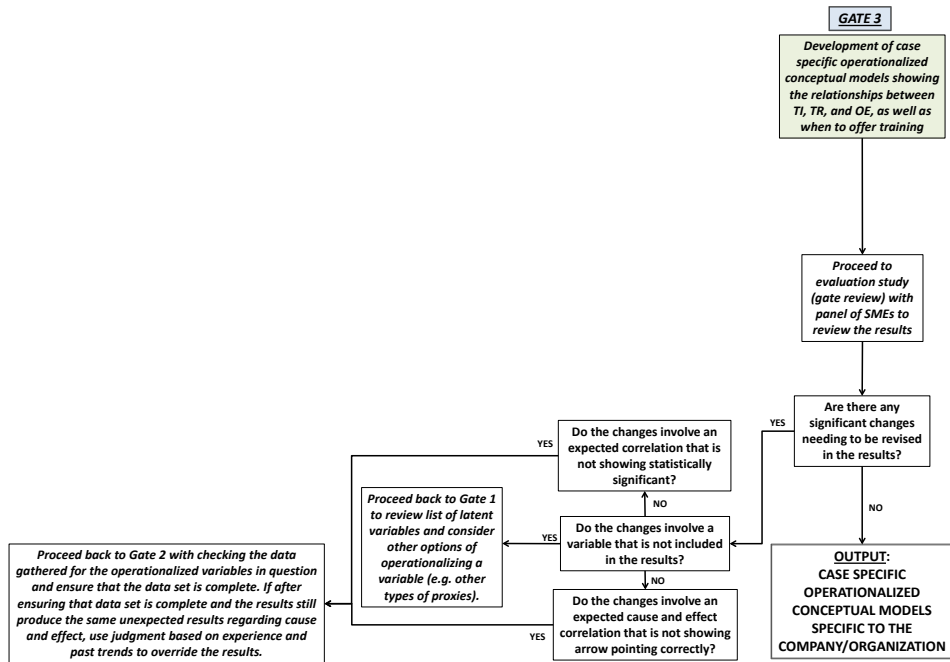 GATE 3
Development of case
specific operationalized
conceptual models showing
the relationships between
TI, TR, and OE, as well as
when to offer training
Proceed to
evaluation study
(gate review) with
panel of SMEs to
review the results
Are there any
significant changes
needing to be revised
in the results?
YES
NO
Do the changes involve an
expected correlation that is
not showing statistically
significant?
YES
NO
Do the changes involve a
variable that is not included
in the results?
YES
NO
Proceed back to Gate 1
to review list of latent
variables and consider
other options of
operationalizing a
variable (e.g. other
types of proxies).
Do the changes involve an
expected cause and effect
correlation that is not showing
arrow pointing correctly?
YES
Proceed back to Gate 2 with checking the data
gathered for the operationalized variables in question
and ensure that the data set is complete. If after
ensuring that data set is complete and the results still
produce the same unexpected results regarding cause
and effect, use judgment based on experience and
past trends to override the results.
OUTPUT:
CASE SPECIFIC
OPERATIONALIZED
CONCEPTUAL MODELS
SPECIFIC TO THE
COMPANY/ORGANIZATION